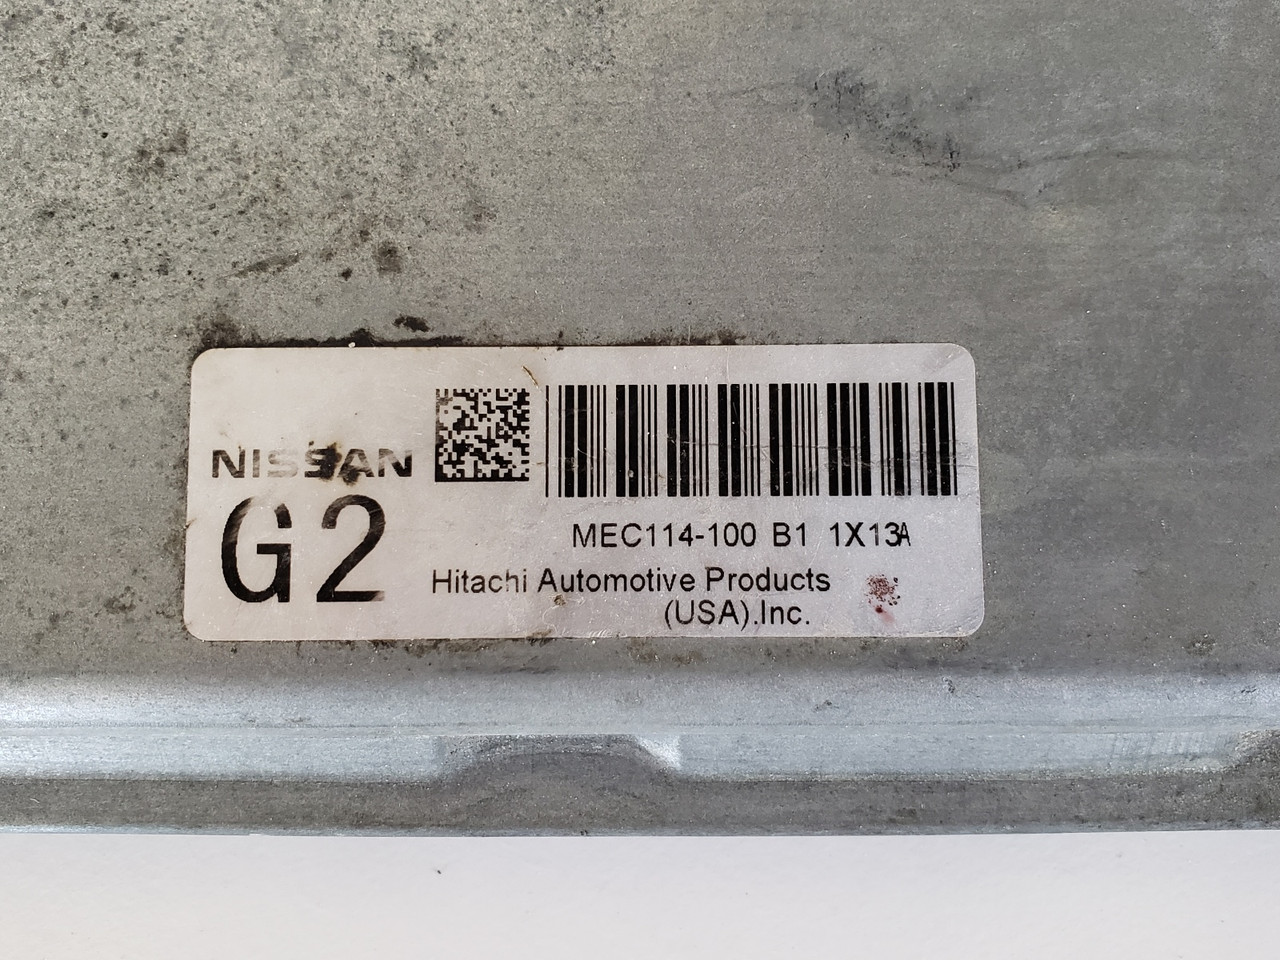 NISSAN
G2
MEC114-100 B1 1X13A
Hitachi Automotive Products
(USA).Inc.